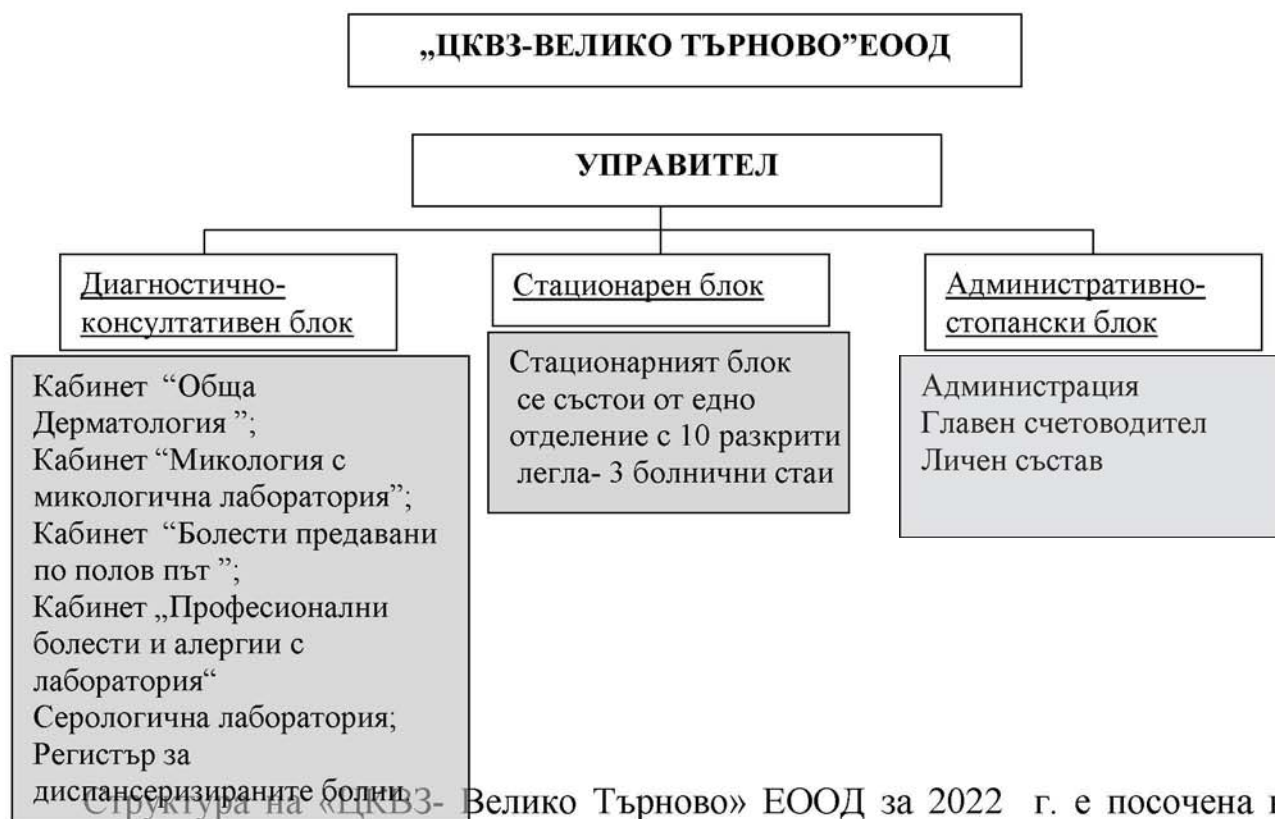 „ЦКВЗ-ВЕЛИКО ТЪРНОВО”ЕООД
УПРАВИТЕЛ
Диагностично-
консултативен блок
Кабинет “Обща
Дерматология ”;
Кабинет “Микология с
микологична лаборатория”;
Кабинет “Болести предавани
по полов път ”;
Кабинет „Професионални
болести и алергии с
лаборатория“
Серологична лаборатория;
Регистър за
диспансеризираните болни
Стационарен блок
Стационарният блок
се състои от едно
отделение с 10 разкрити
легла- 3 болнични стаи
Административно-
стопански блок
Администрация
Главен счетоводител
Личен състав
Структура на «ЦКВЗ- Велико Търново» ЕООД за 2022 г. е посочена